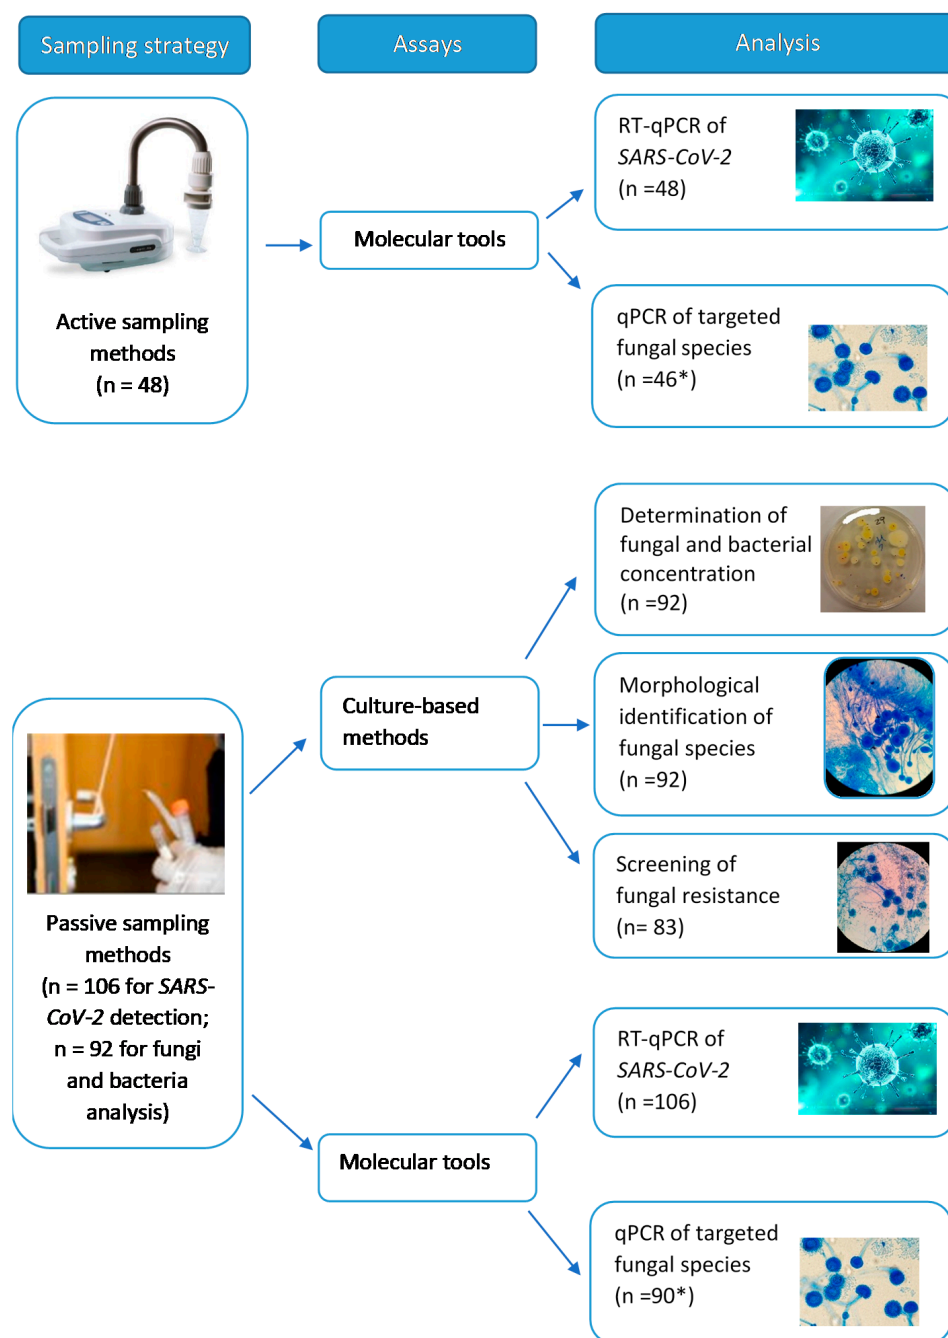 Sampling strategy
Assays
Analysis
Active sampling
methods
(n = 48)
Molecular tools
RT-qPCR of
SARS-CoV-2
(n =48)
qPCR of targeted
fungal species
(n =46*)
Passive sampling
methods
(n = 106 for SARS-
CoV-2 detection;
n = 92 for fungi
and bacteria
analysis)
Culture-based
methods
Determination of
fungal and bacterial
concentration
(n =92)
29
Morphological
identification of
fungal species
(n =92)
Screening of
fungal resistance
(n= 83)
Molecular tools
RT-qPCR of
SARS-CoV-2
(n =106)
qPCR of targeted
fungal species
(n =90*)